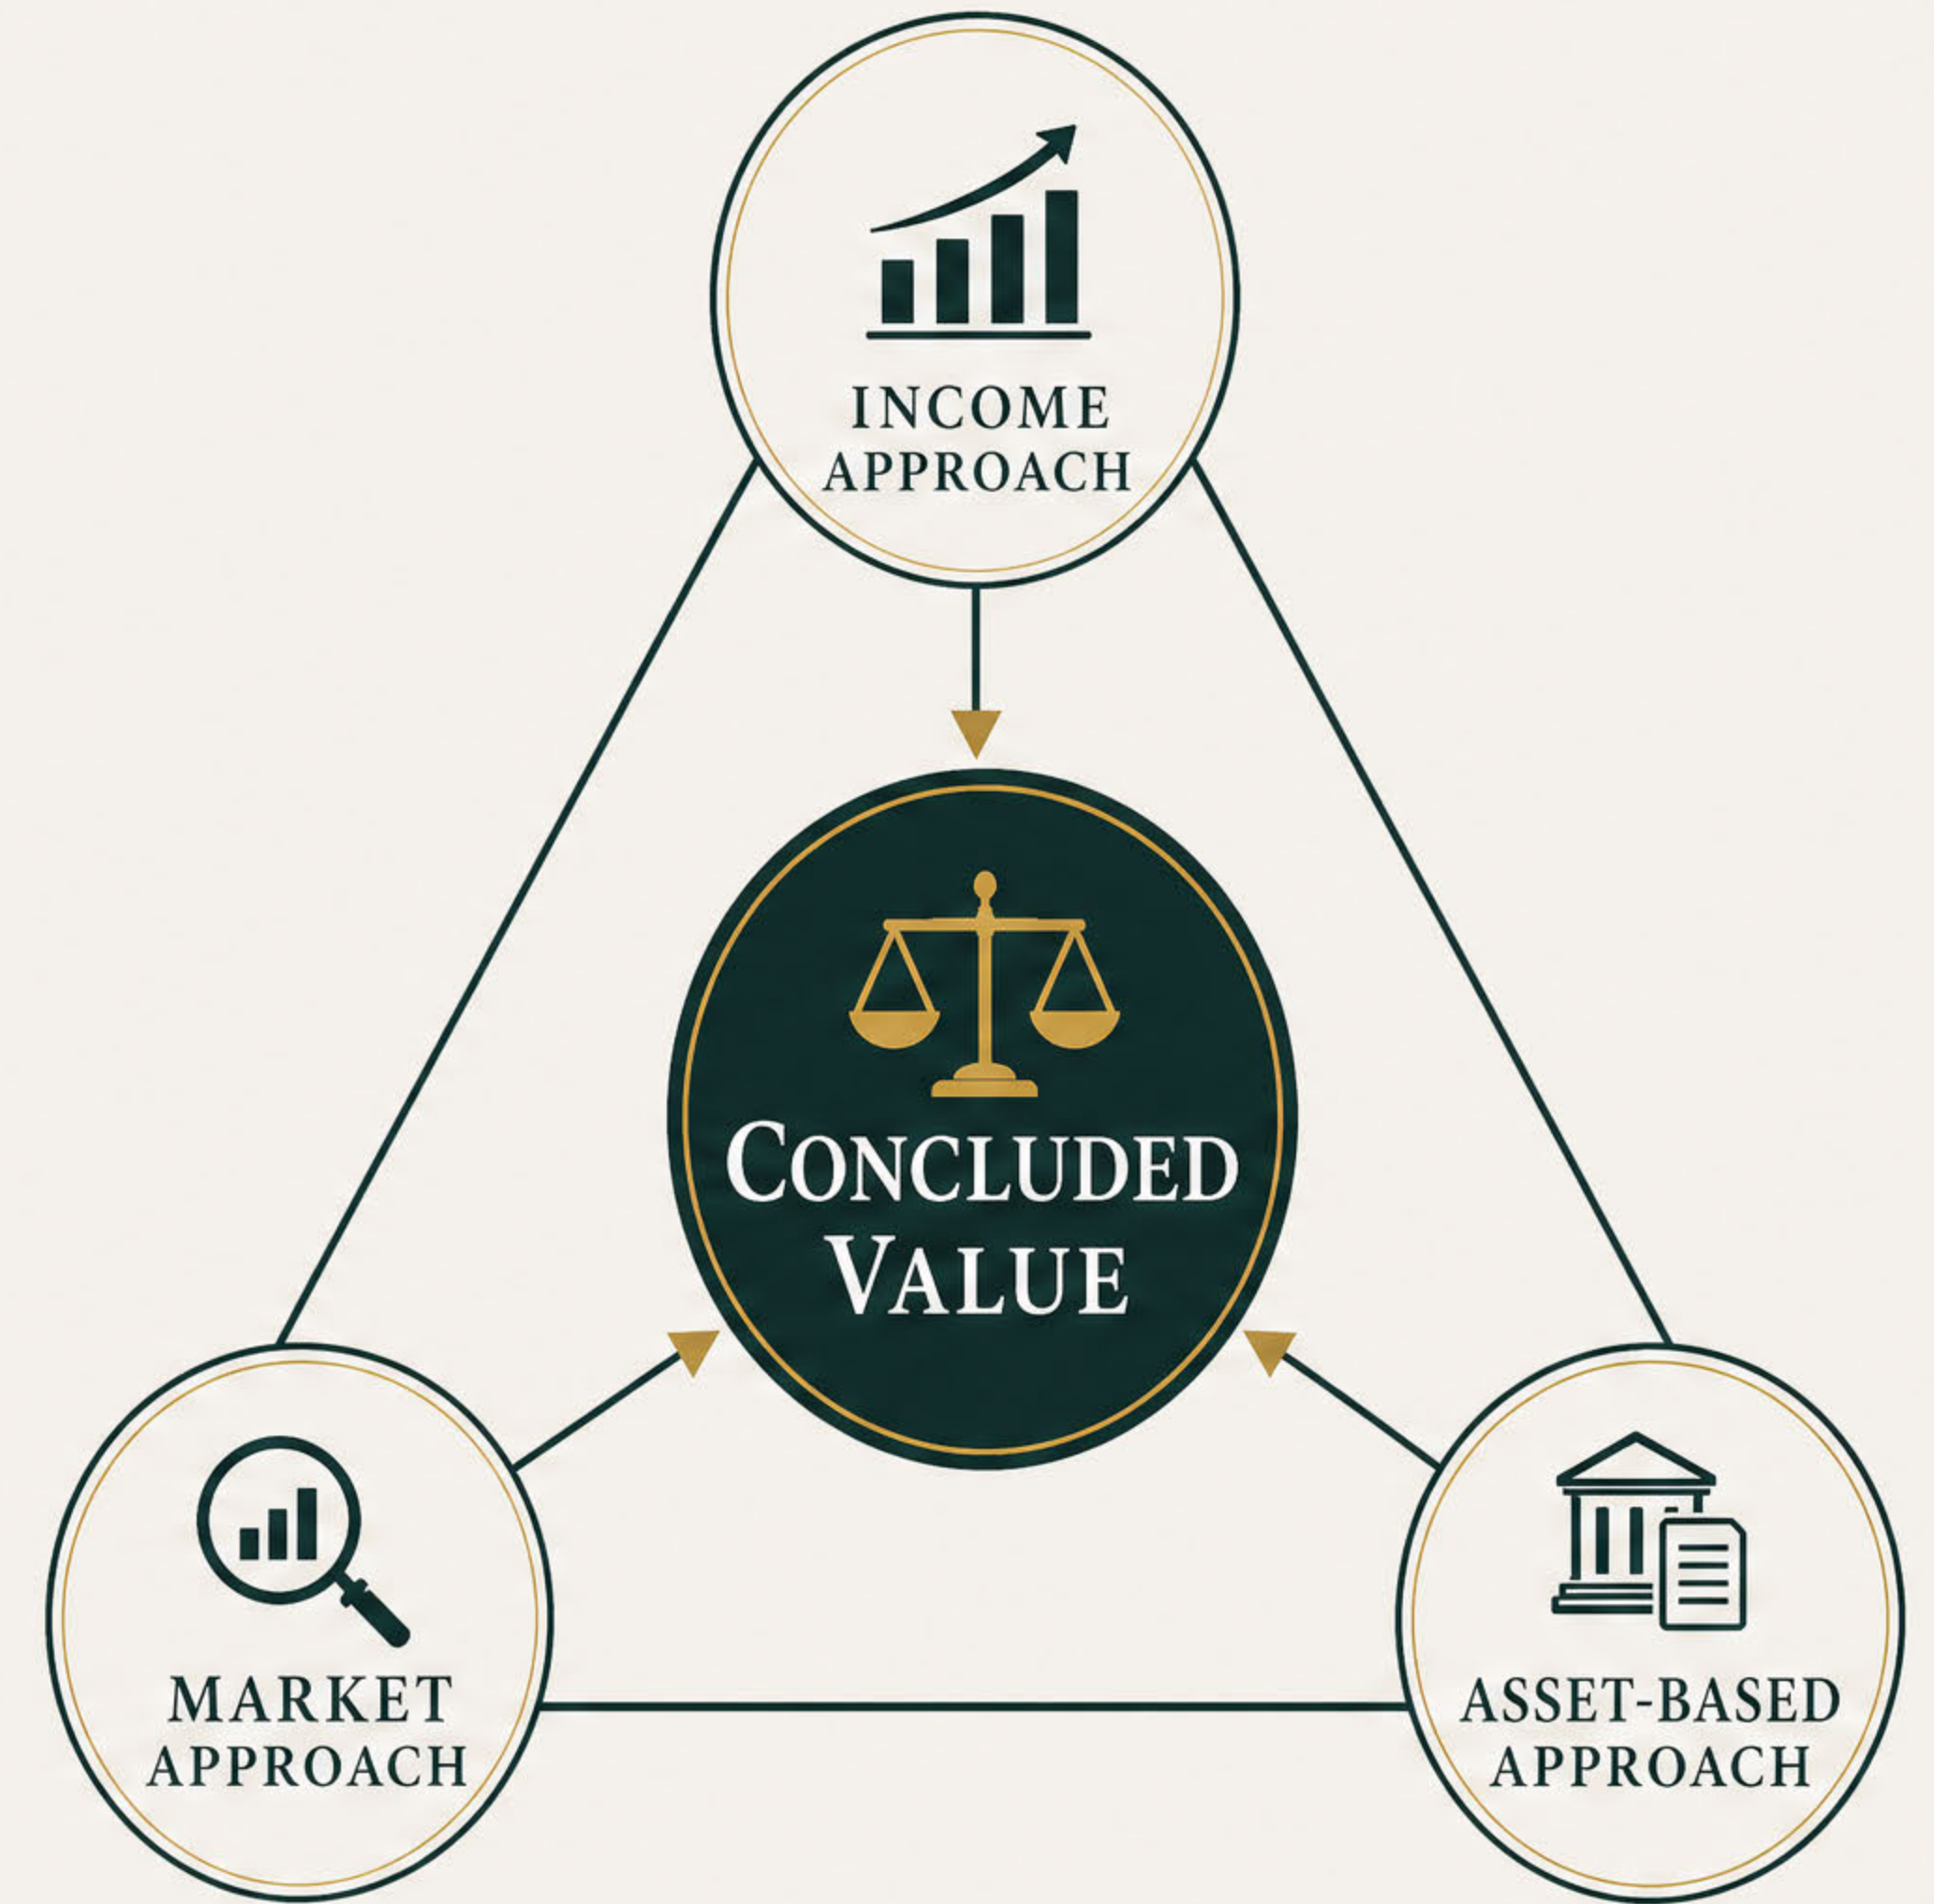 INCOME
APPROACH
CONCLUDED
VALUE
MARKET
APPROACH
ASSET-BASED
APPROACH